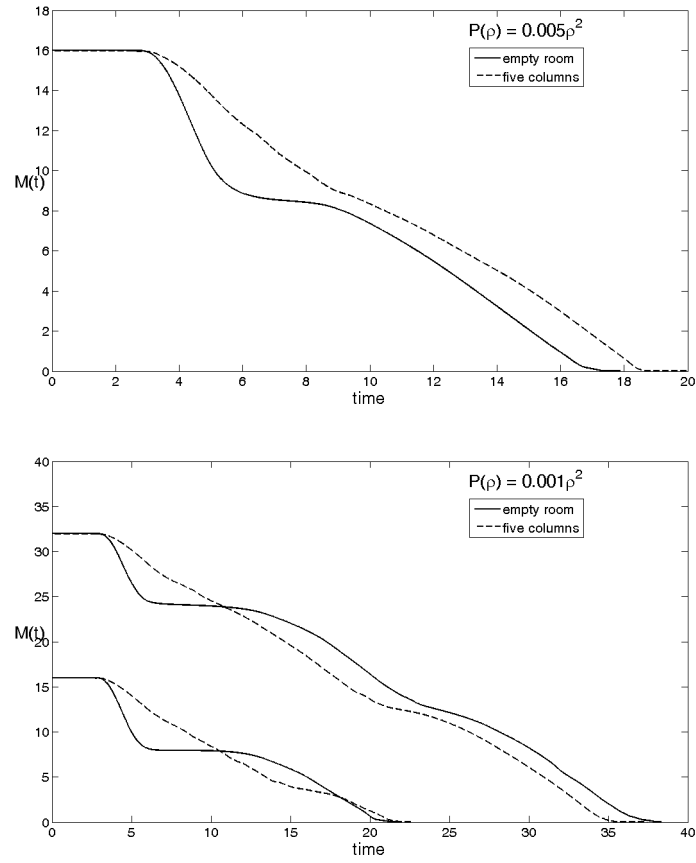 P(ρ) = 0.005ρ²
empty room
five columns
18
16
14
12
10
8
6
4
2
0
M(t)
0 2 4 6 8 10 12 14 16 18 20
time
P(ρ) = 0.001ρ²
empty room
five columns
40
35
30
25
20
15
10
5
0
M(t)
0 5 10 15 20 25 30 35 40
time